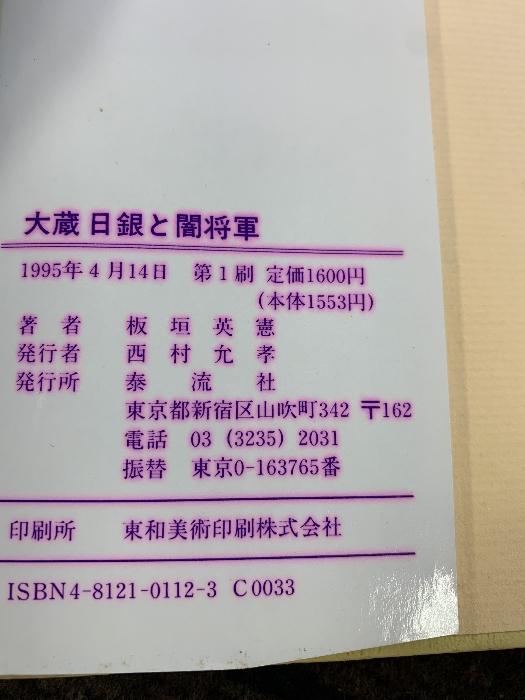 大蔵日銀と闇将軍
1995年4月14日 第1刷 定価1600円
(本体1553円)
著者 板垣英憲
発行者 西村允孝
発行所 泰流社
東京都新宿区山吹町342 〒162
電話 03 (3235) 2031
振替 東京0-163765番
印刷所 東和美術印刷株式会社
ISBN4-8121-0112-3 C0033